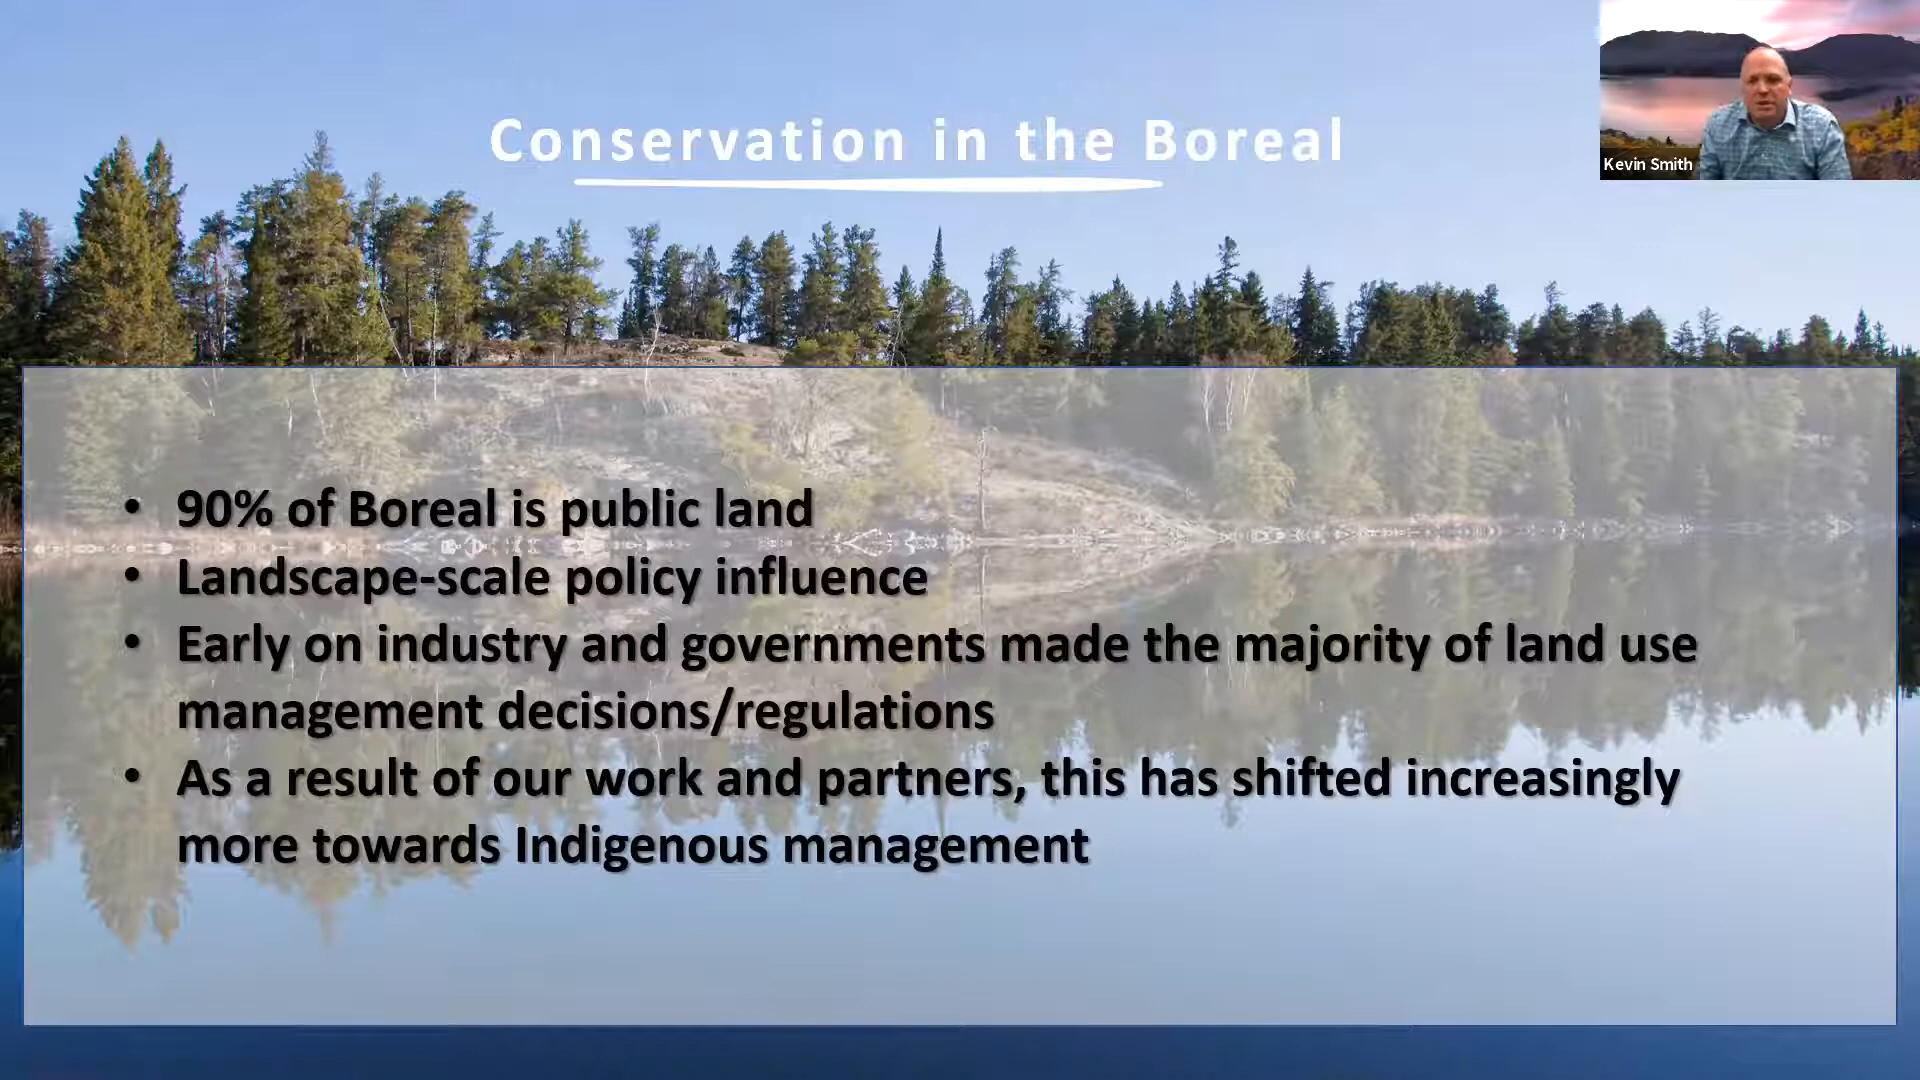 Conservation in the Boreal
Kevin Smith
• 90% of Boreal is public land
• Landscape-scale policy influence
• Early on industry and governments made the majority of land use
management decisions/regulations
• As a result of our work and partners, this has shifted increasingly
more towards Indigenous management